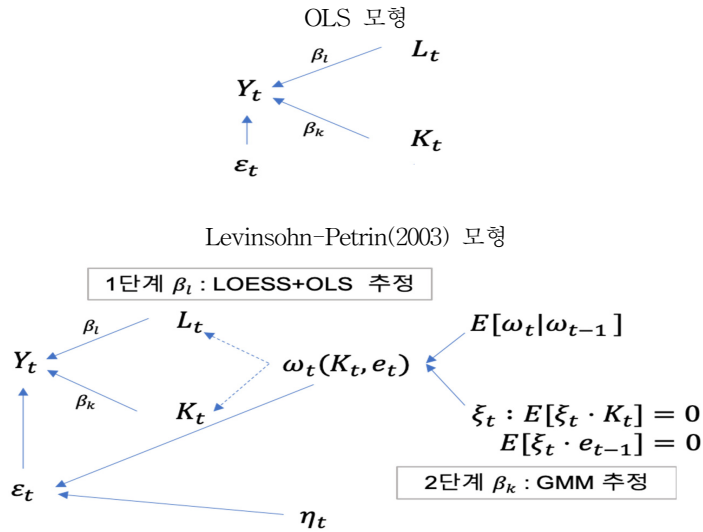 OLS 모형
β_l
L_t
Y_t
β_k
K_t
ε_t
Levinsohn-Petrin(2003) 모형
1단계 β_l : LOESS+OLS 추정
β_l
L_t
E[ω_t|ω_{t-1}]
Y_t
ω_t(K_t, e_t)
β_k
K_t
ξ_t : E[ξ_t · K_t] = 0
E[ξ_t · e_{t-1}] = 0
2단계 β_k : GMM 추정
ε_t
η_t